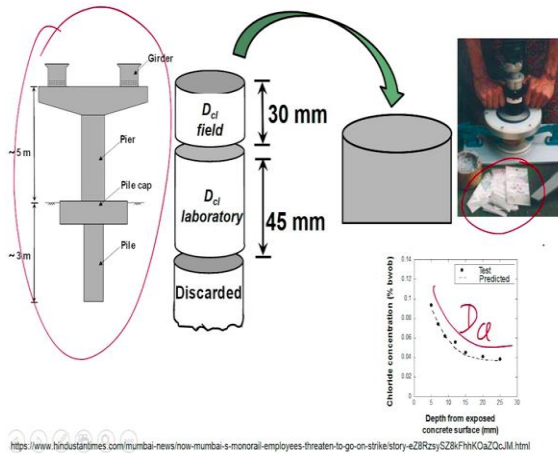 Girder
~ 5 m
Pier
Pile cap
~ 3 m
Pile
Dcl
field
30 mm
Dcl
laboratory
45 mm
Discarded
Chloride concentration (% bwob)
0.14
0.12
0.1
0.08
0.06
0.04
0.02
0
Test
Predicted
Dcl
0 5 10 15 20 25 30
Depth from exposed
concrete surface (mm)
https://www.hindustantimes.com/mumbai-news/now-mumbai-s-monorail-employees-threaten-to-go-on-strike/story-eZ8RzsySZ8kFhhKOaZQcJM.html